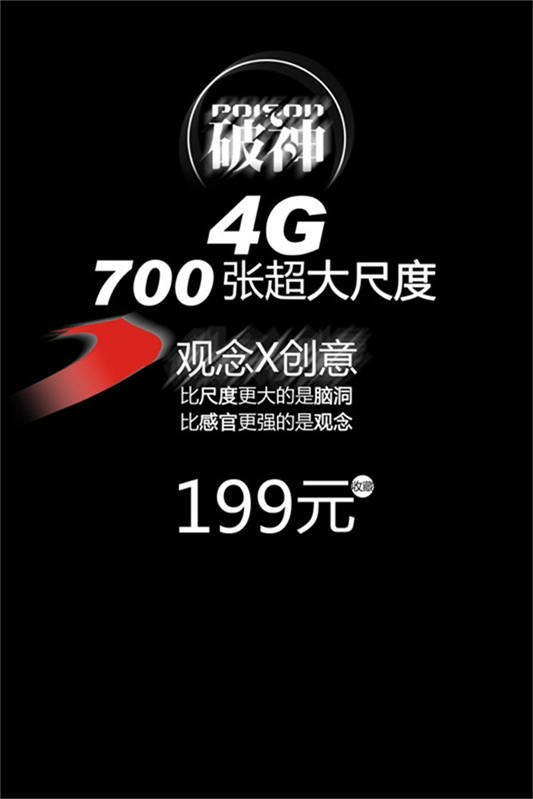 POISON
破神
4G
700张超大尺度
观念X创意
比尺度更大的是脑洞
比感官更强的是观念
199元
收藏